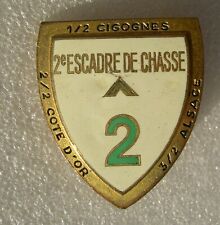 1/2 CIGOGNES
2e ESCADRE DE CHASSE
2
2/2 COTE D'OR
3/2 ALSACE